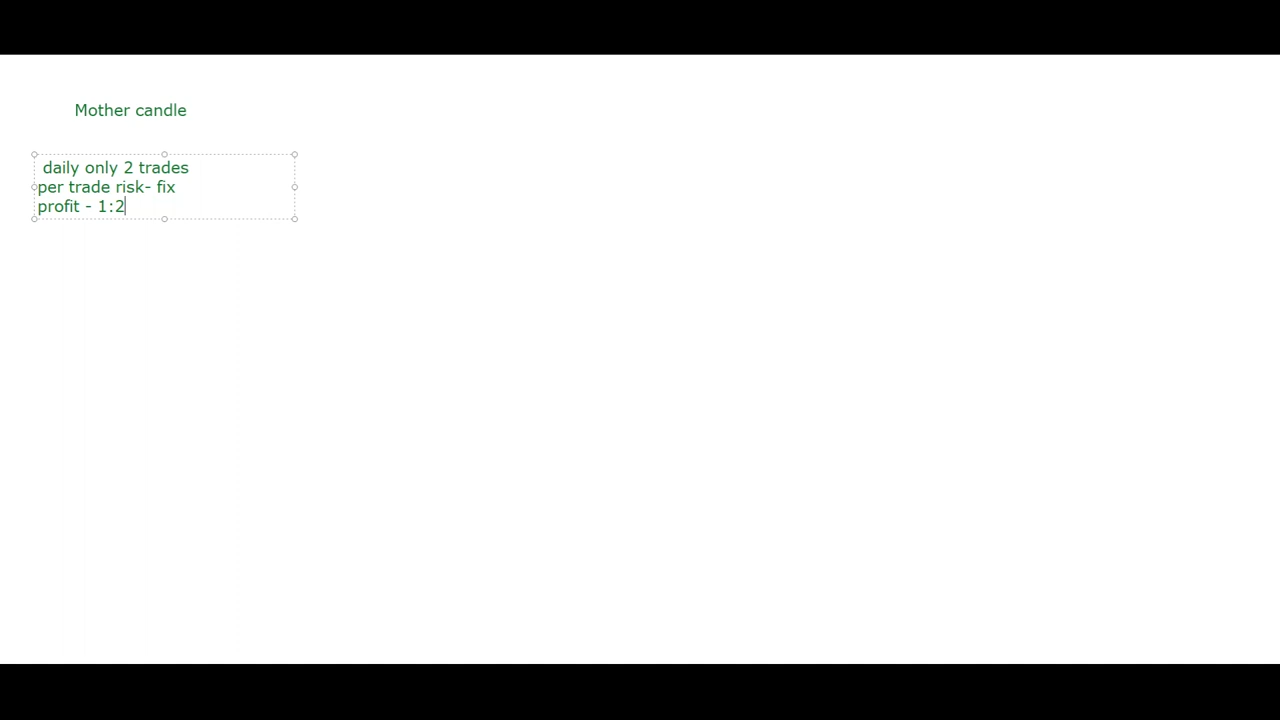 Mother candle
daily only 2 trades
per trade risk- fix
profit - 1:2